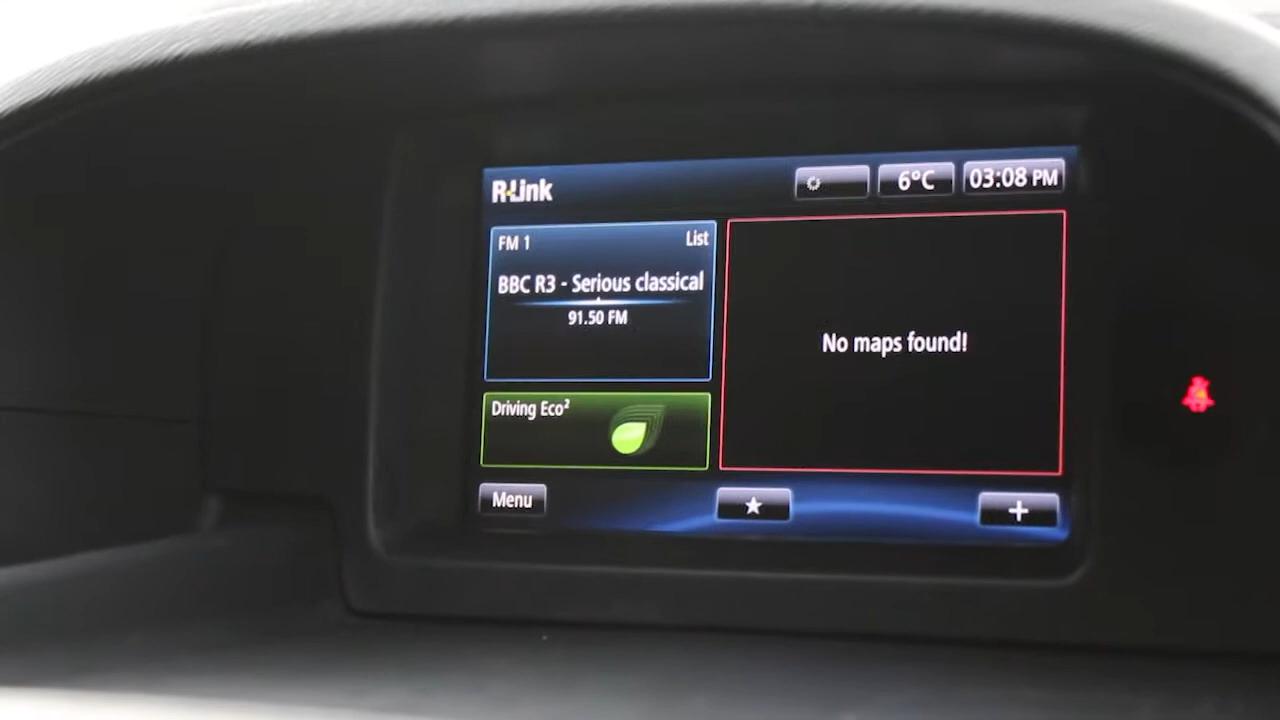 R-Link
6°C
03:08 PM
FM 1
List
BBC R3 - Serious classical
91.50 FM
No maps found!
Driving Eco²
Menu